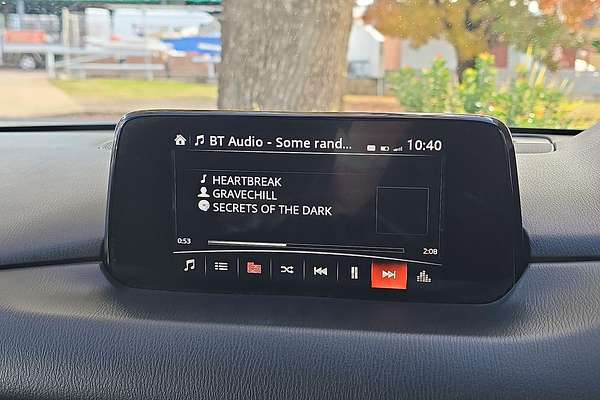 BT Audio - Some rand... 10:40
HEARTBREAK
GRAVECHILL
SECRETS OF THE DARK
0:53 2:08